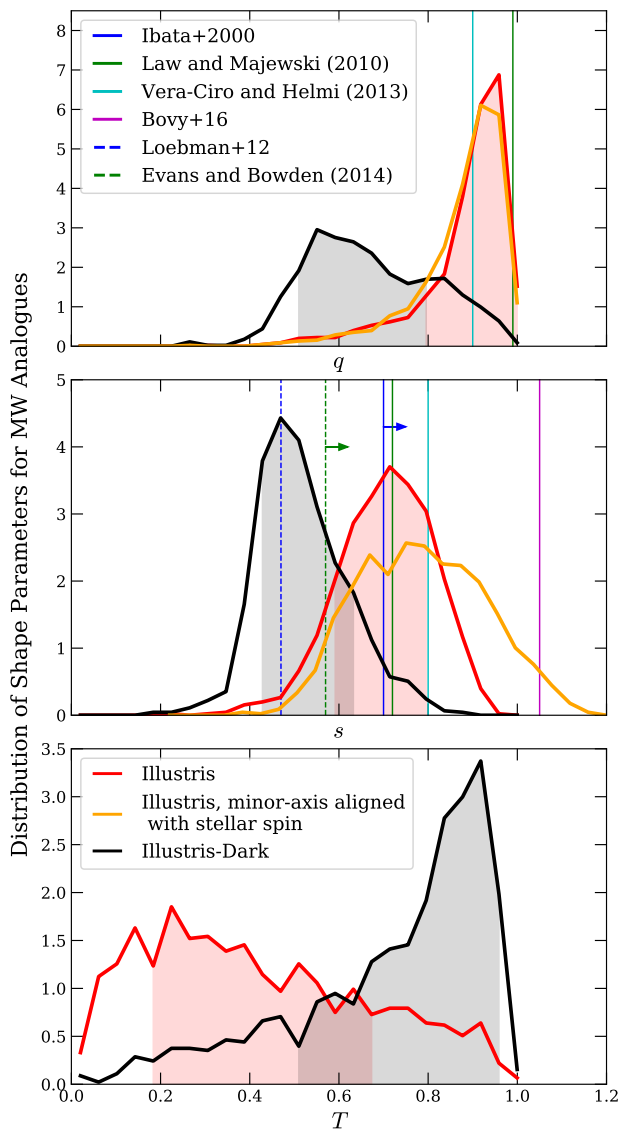 Distribution of Shape Parameters for MW Analogues
8
7
6
5
4
3
2
1
0
Ibata+2000
Law and Majewski (2010)
Vera-Ciro and Helmi (2013)
Bovy+16
Loebman+12
Evans and Bowden (2014)
q
5
4
3
2
1
0
s
3.5
3.0
2.5
2.0
1.5
1.0
0.5
0.0
Illustris
Illustris, minor-axis aligned
with stellar spin
Illustris-Dark
0.0 0.2 0.4 0.6 0.8 1.0 1.2
T